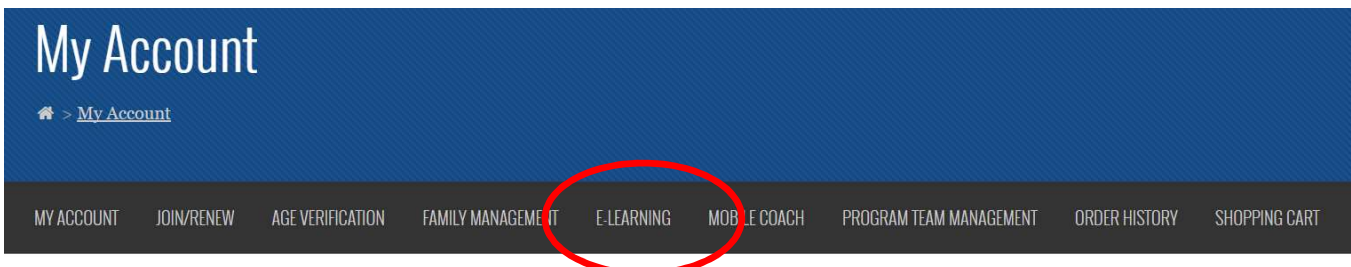 My Account
> My Account
MY ACCOUNT JOIN/RENEW AGE VERIFICATION FAMILY MANAGEMENT E-LEARNING MOBILE COACH PROGRAM TEAM MANAGEMENT ORDER HISTORY SHOPPING CART